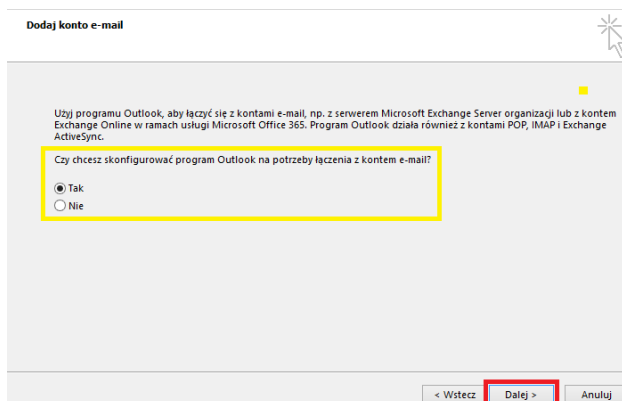 Dodaj konto e-mail
Użyj programu Outlook, aby łączyć się z kontami e-mail, np. z serwerem Microsoft Exchange Server organizacji lub z kontem
Exchange Online w ramach usługi Microsoft Office 365. Program Outlook działa również z kontami POP, IMAP i Exchange
ActiveSync.
Czy chcesz skonfigurować program Outlook na potrzeby łączenia z kontem e-mail?
Tak
Nie
< Wstecz Dalej > Anuluj